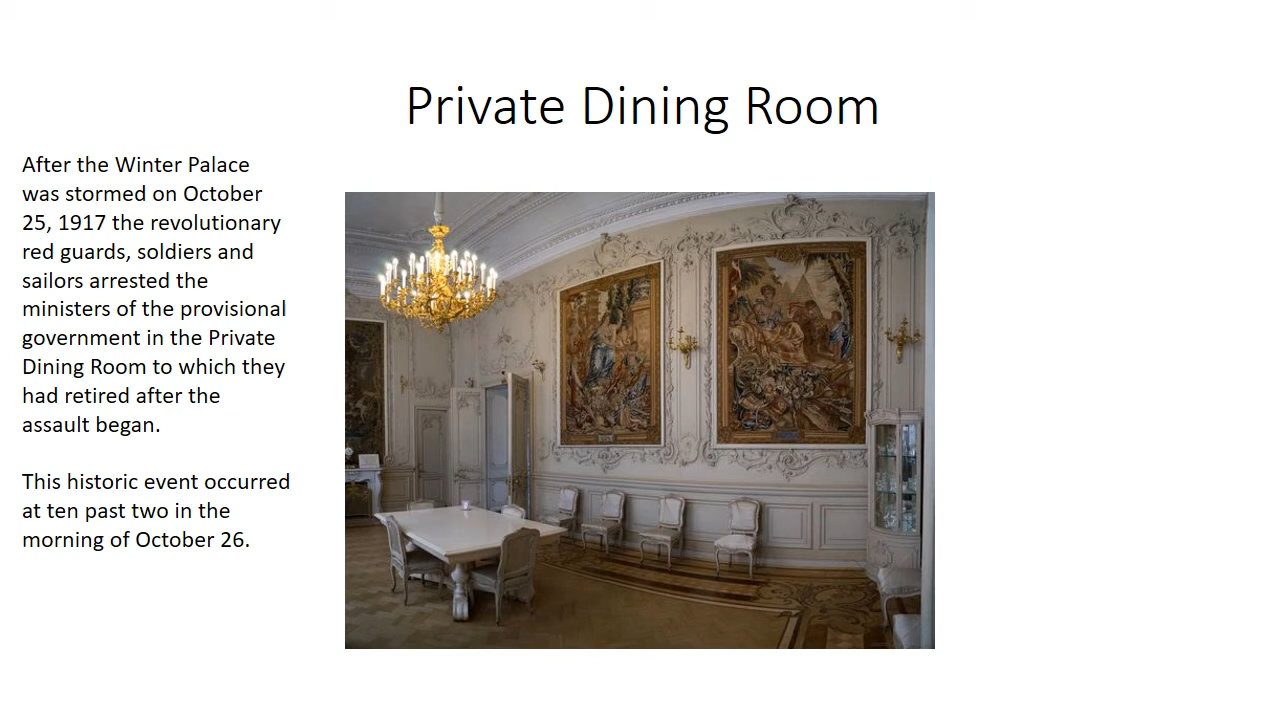 Private Dining Room
After the Winter Palace
was stormed on October
25, 1917 the revolutionary
red guards, soldiers and
sailors arrested the
ministers of the provisional
government in the Private
Dining Room to which they
had retired after the
assault began.
This historic event occurred
at ten past two in the
morning of October 26.